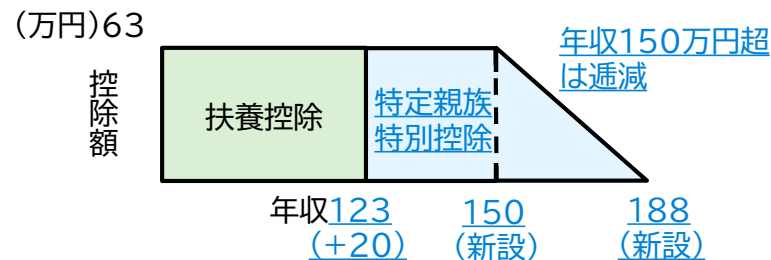 (万円)63
年収150万円超
は逓減
控除額
扶養控除
特定親族
特別控除
年収123
(+20)
150
(新設)
188
(新設)